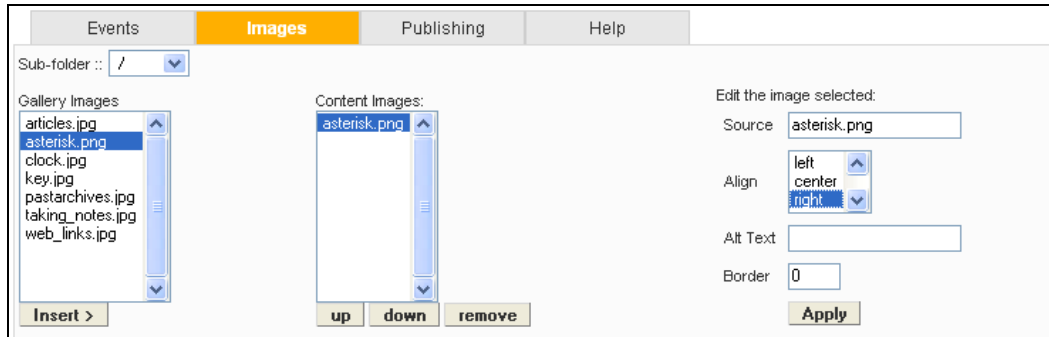 Events Images Publishing Help
Sub-folder :: /
Gallery Images
articles.jpg
asterisk.png
clock.jpg
key.jpg
pastarchives.jpg
taking_notes.jpg
web_links.jpg
Insert >
Content Images:
asterisk.png
up down remove
Edit the image selected:
Source asterisk.png
Align left
center
right
Alt Text
Border 0
Apply